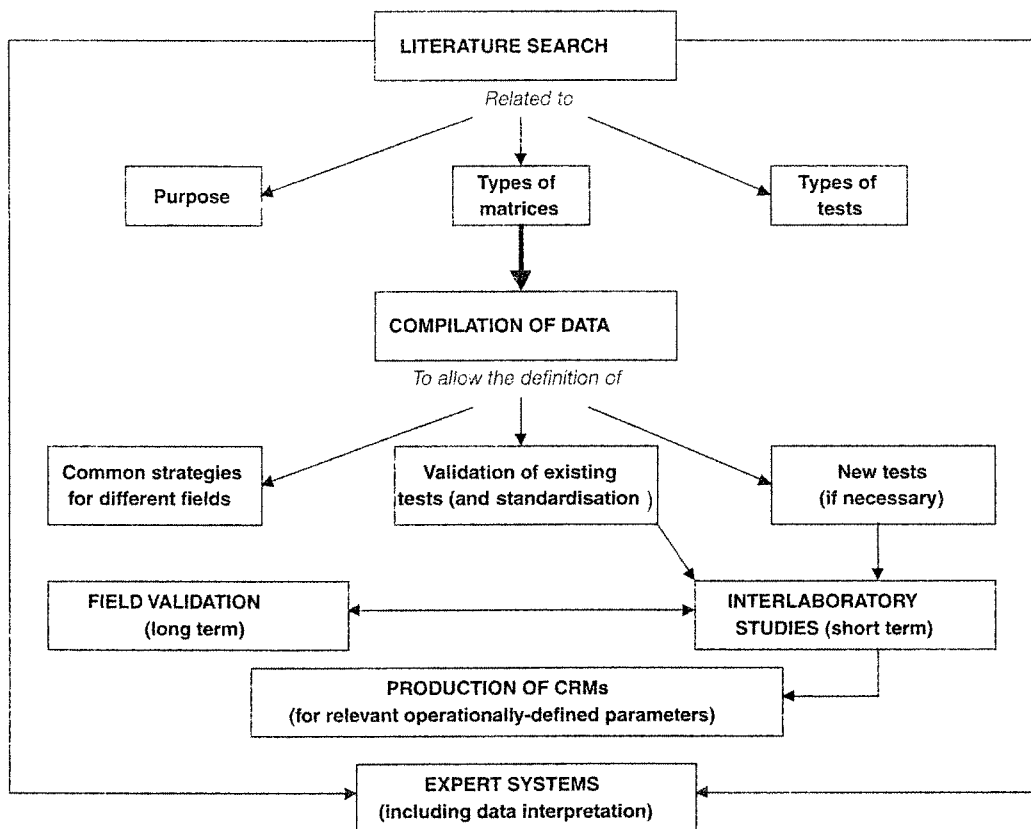 LITERATURE SEARCH
Related to
Purpose
Types of
matrices
Types of
tests
COMPILATION OF DATA
To allow the definition of
Common strategies
for different fields
Validation of existing
tests (and standardisation )
New tests
(if necessary)
FIELD VALIDATION
(long term)
INTERLABORATORY
STUDIES (short term)
PRODUCTION OF CRMs
(for relevant operationally-defined parameters)
EXPERT SYSTEMS
(including data interpretation)